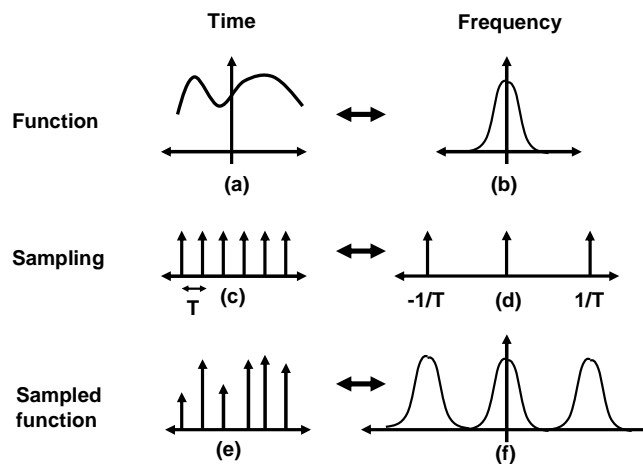 Time
Frequency
Function
(a)
(b)
Sampling
T
(c)
-1/T
(d)
1/T
Sampled
function
(e)
(f)